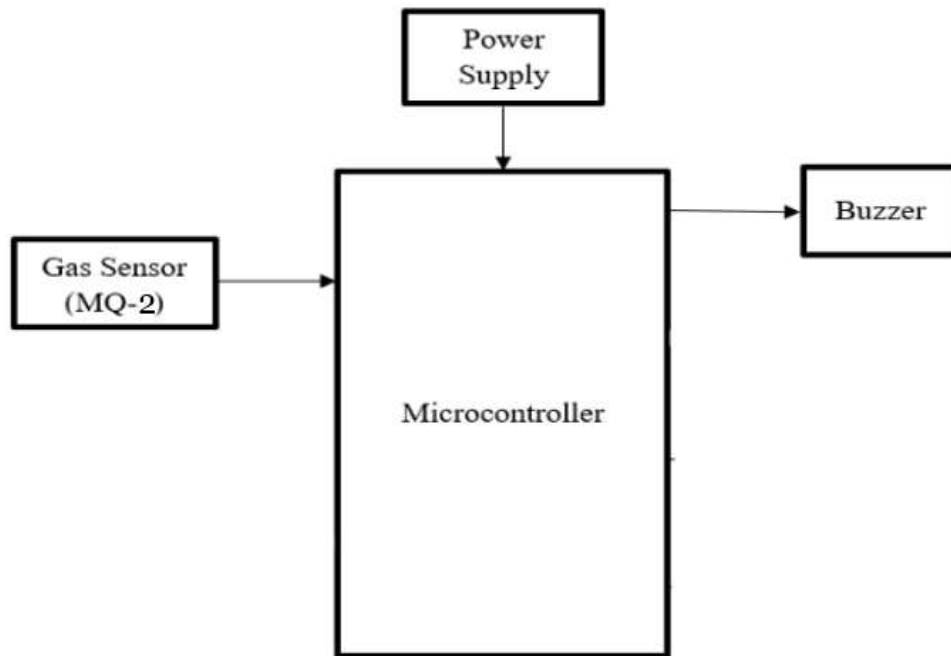 Power
Supply
Buzzer
Gas Sensor
(MQ-2)
Microcontroller